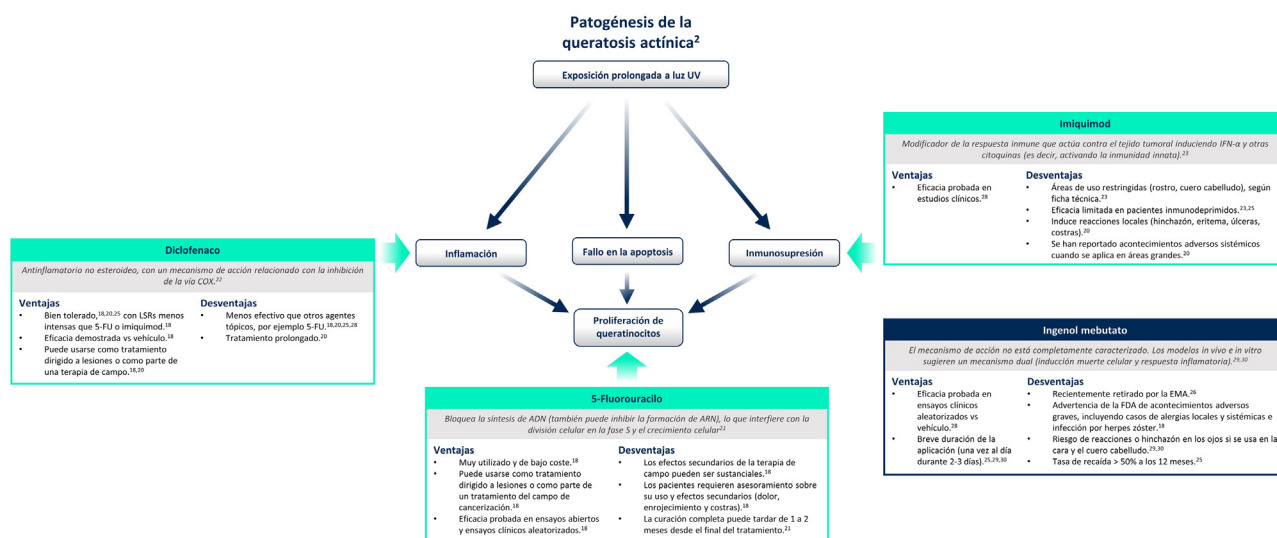 Patogénesis de la
queratosis actínica2
Exposición prolongada a luz UV
Inflamación
Fallo en la apoptosis
Inmunosupresión
Proliferación de
queratinocitos
Diclofenaco
Antinflamatorio no esteroideo, con un mecanismo de acción relacionado con la inhibición
de la vía COX.22
Ventajas
• Bien tolerado,18,20,25 con LSRs menos
intensas que 5-FU o imiquimod.18
• Eficacia demostrada vs vehículo.18
• Puede usarse como tratamiento
dirigido a lesiones o como parte de
una terapia de campo.18,20
Desventajas
• Menos efectivo que otros agentes
tópicos, por ejemplo 5-FU.18,20,25,28
• Tratamiento prolongado.20
5-Fluorouracilo
Bloquea la síntesis de ADN (también puede inhibir la formación de ARN), lo que interfiere con la
división celular en la fase S y el crecimiento celular21
Ventajas
• Muy utilizado y de bajo coste.18
• Puede usarse como tratamiento
dirigido a lesiones o como parte de
un tratamiento del campo de
cancerización.18
• Eficacia probada en ensayos abiertos
y ensayos clínicos aleatorizados.18
Desventajas
• Los efectos secundarios de la terapia de
campo pueden ser sustanciales.18
• Los pacientes requieren asesoramiento sobre
su uso y efectos secundarios (dolor,
enrojecimiento y costras).18
• La curación completa puede tardar de 1 a 2
meses desde el final del tratamiento.21
Imiquimod
Modificador de la respuesta inmune que actúa contra el tejido tumoral induciendo IFN-α y otras
citoquinas (es decir, activando la inmunidad innata).23
Ventajas
• Eficacia probada en
estudios clínicos.28
Desventajas
• Áreas de uso restringidas (rostro, cuero cabelludo), según
ficha técnica.23
• Eficacia limitada en pacientes inmunodeprimidos.23,25
• Induce reacciones locales (hinchazón, eritema, úlceras,
costras).20
• Se han reportado acontecimientos adversos sistémicos
cuando se aplica en áreas grandes.20
Ingenol mebutato
El mecanismo de acción no está completamente caracterizado. Los modelos in vivo e in vitro
sugieren un mecanismo dual (inducción muerte celular y respuesta inflamatoria).29,30
Ventajas
• Eficacia probada en
ensayos clínicos
aleatorizados vs
vehículo.28
• Breve duración de la
aplicación (una vez al día
durante 2-3 días).25,29,30
Desventajas
• Recientemente retirado por la EMA.26
• Advertencia de la FDA de acontecimientos adversos
graves, incluyendo casos de alergias locales y sistémicas e
infección por herpes zóster.18
• Riesgo de reacciones o hinchazón en los ojos si se usa en la
cara y el cuero cabelludo.29,30
• Tasa de recaída > 50% a los 12 meses.25